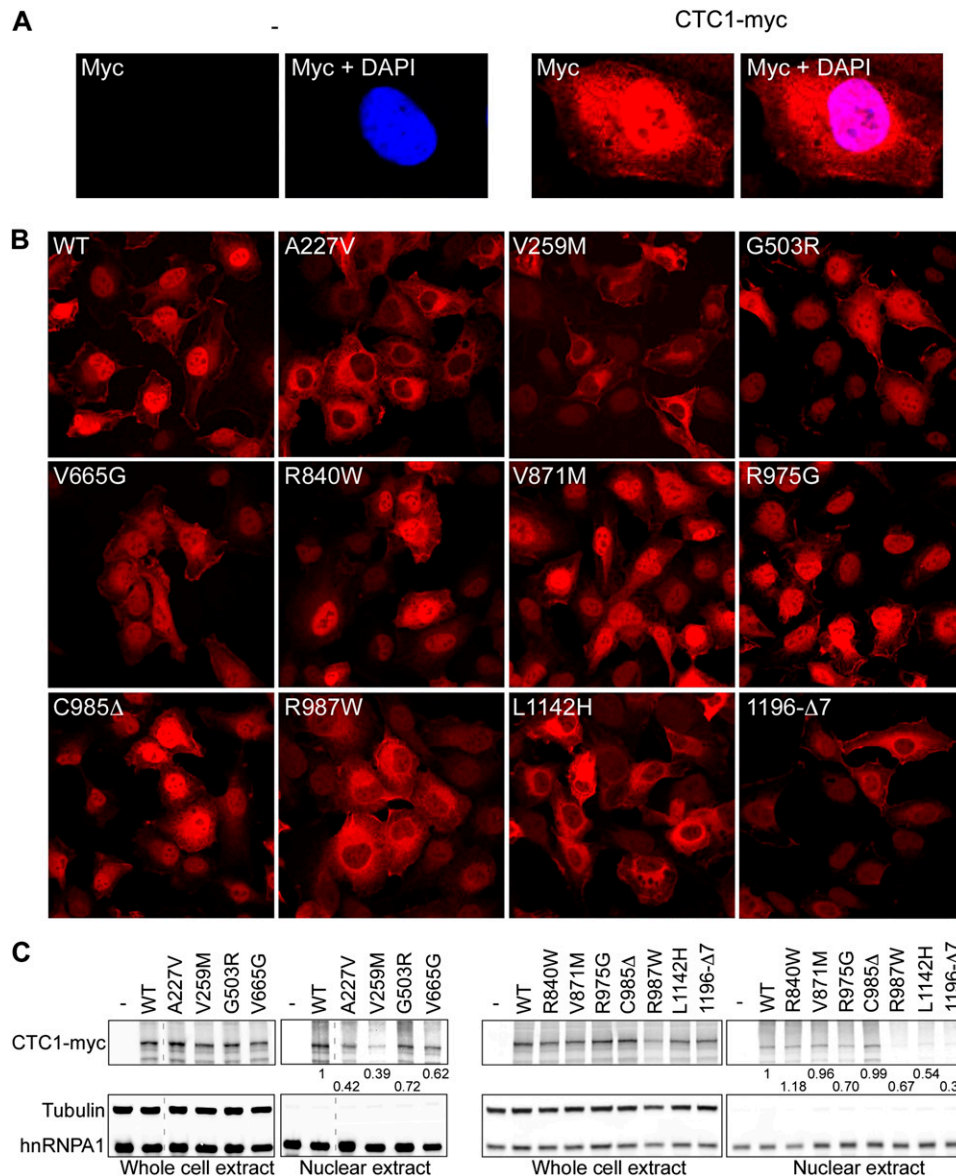 A
-
CTC1-myc
Myc
Myc + DAPI
Myc
Myc + DAPI
B
WT
A227V
V259M
G503R
V665G
R840W
V871M
R975G
C985Δ
R987W
L1142H
1196-Δ7
C
- WT A227V V259M G503R V665G
- WT A227V V259M G503R V665G
- WT R840W V871M R975G C985Δ R987W L1142H 1196-Δ7
- WT R840W V871M R975G C985Δ R987W L1142H 1196-Δ7
CTC1-myc
1 0.42 0.39 0.72 0.62
1 1.18 0.96 0.70 0.99 0.67 0.54 0.3
Tubulin
hnRNPA1
Whole cell extract
Nuclear extract
Whole cell extract
Nuclear extract